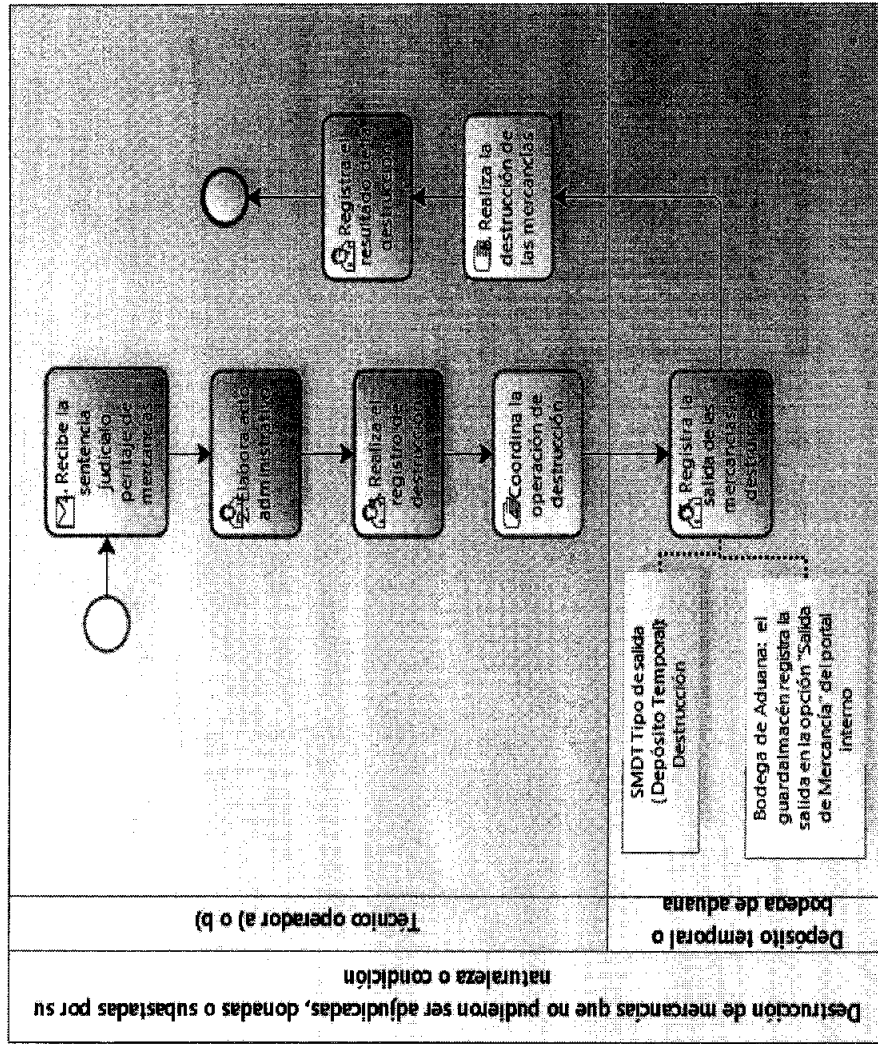 Destrucción de mercancías que no pudieron ser adjudicadas, donadas o subastadas por su
naturaleza o condición
Técnico operador a) o b)
Depósito temporal o
bodega de aduana
1. Recibe la
sentencia
judicial o
peritaje de
mercancía
2. Elabora acto
administrativo
Realiza el
registro de
destrucción
Coordina la
operación de
destrucción
Registra la
salida de las
mercancías a
destruir
SMDT Tipo de salida
(Depósito Temporal):
Destrucción
Bodega de Aduana: el
guardalmacén registra la
salida en la opción "Salida
de Mercancía" del portal
interno
Realiza la
destrucción de
las mercancías
Registra el
resultado de la
destrucción